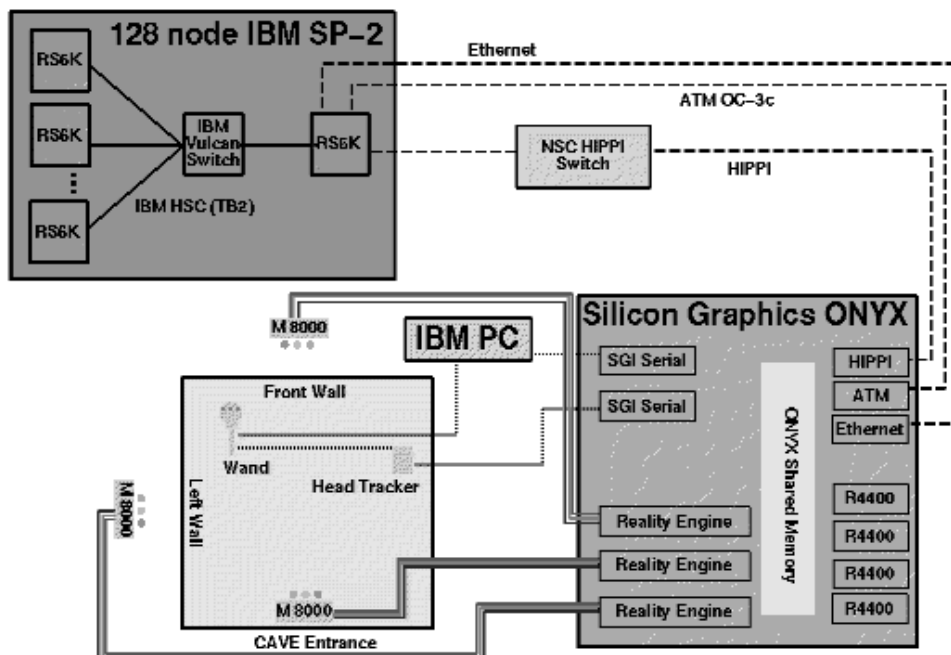 128 node IBM SP-2
RS6K
RS6K
RS6K
IBM
Vulcan
Switch
RS6K
IBM HSC (TB2)
Ethernet
ATM OC-3c
NSC HIPPI
Switch
HIPPI
M 8000
IBM PC
Silicon Graphics ONYX
SGI Serial
SGI Serial
HIPPI
ATM
Ethernet
ONYX Shared Memory
Reality Engine
Reality Engine
Reality Engine
R4400
R4400
R4400
R4400
Front Wall
Wand
Head Tracker
Left Wall
M 8000
M 8000
CAVE Entrance